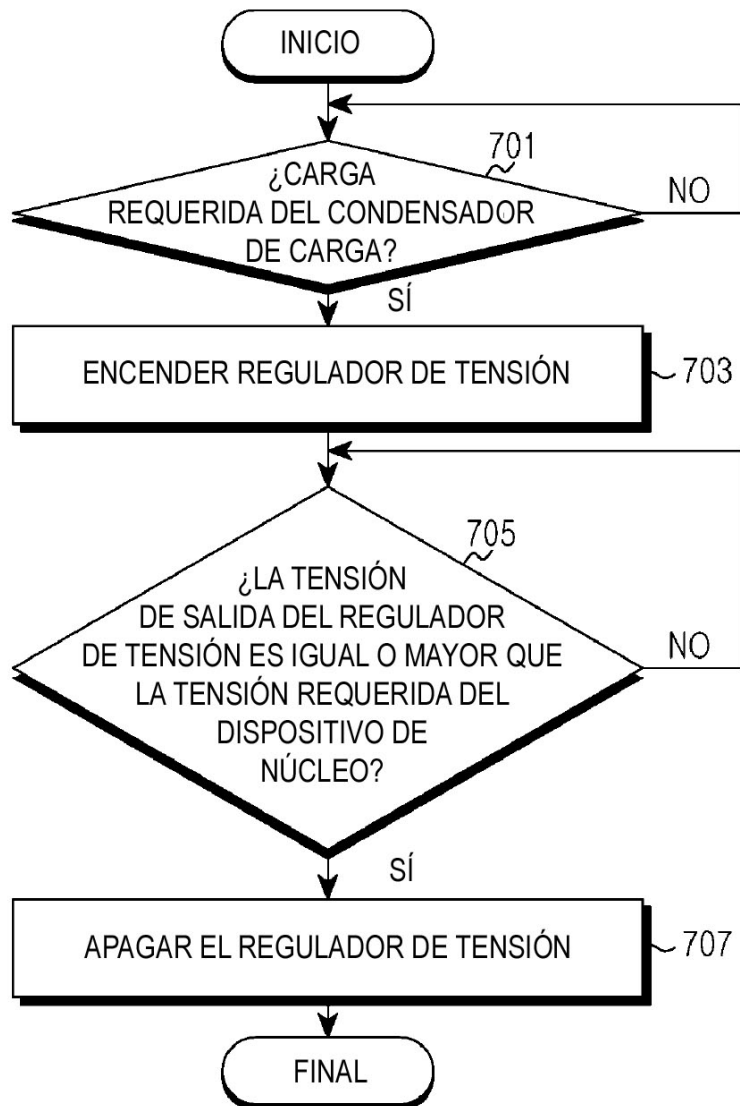 INICIO
701
¿CARGA
REQUERIDA DEL CONDENSADOR
DE CARGA?
NO
SÍ
ENCENDER REGULADOR DE TENSIÓN
703
705
¿LA TENSIÓN
DE SALIDA DEL REGULADOR
DE TENSIÓN ES IGUAL O MAYOR QUE
LA TENSIÓN REQUERIDA DEL
DISPOSITIVO DE
NÚCLEO?
NO
SÍ
APAGAR EL REGULADOR DE TENSIÓN
707
FINAL